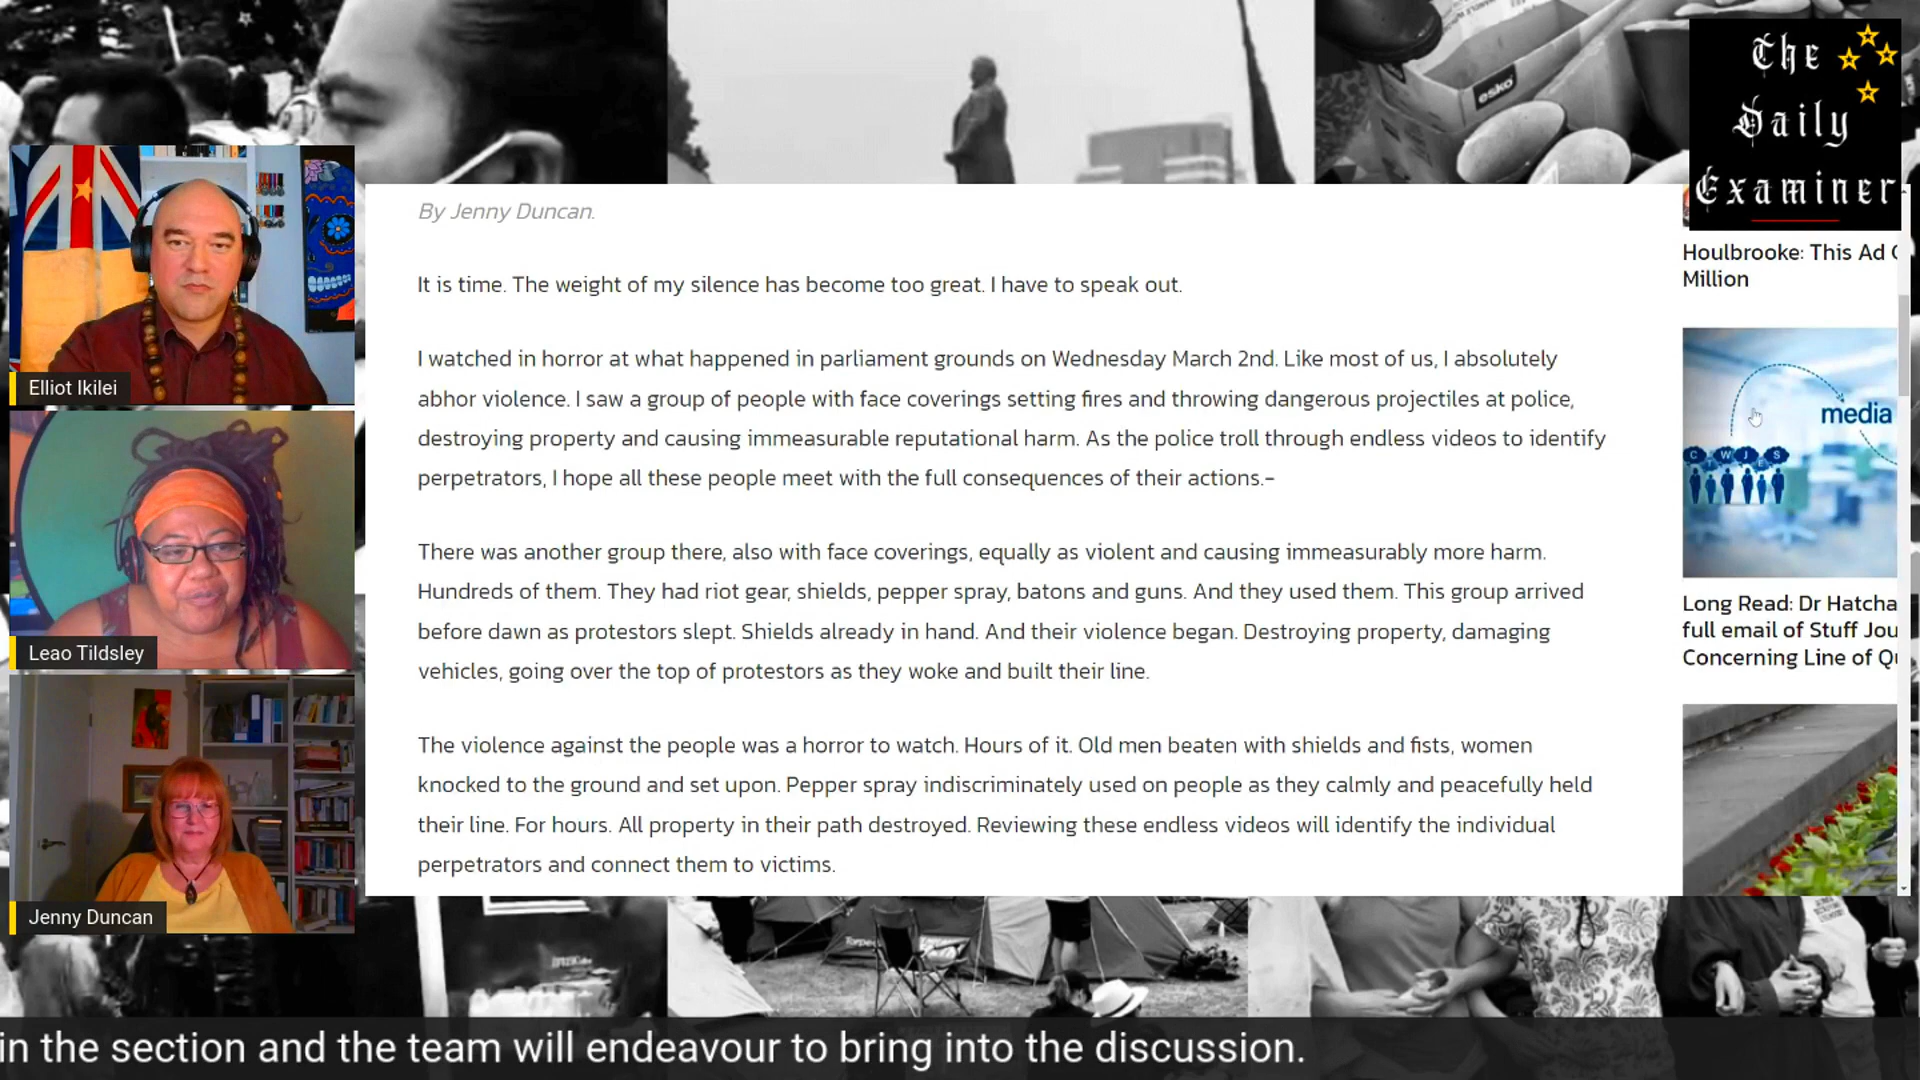 esko
The
Daily
Examiner
Elliot Ikilei
Leao Tildsley
Jenny Duncan
By Jenny Duncan.
It is time. The weight of my silence has become too great. I have to speak out.
I watched in horror at what happened in parliament grounds on Wednesday March 2nd. Like most of us, I absolutely
abhor violence. I saw a group of people with face coverings setting fires and throwing dangerous projectiles at police,
destroying property and causing immeasurable reputational harm. As the police troll through endless videos to identify
perpetrators, I hope all these people meet with the full consequences of their actions.–
There was another group there, also with face coverings, equally as violent and causing immeasurably more harm.
Hundreds of them. They had riot gear, shields, pepper spray, batons and guns. And they used them. This group arrived
before dawn as protestors slept. Shields already in hand. And their violence began. Destroying property, damaging
vehicles, going over the top of protestors as they woke and built their line.
The violence against the people was a horror to watch. Hours of it. Old men beaten with shields and fists, women
knocked to the ground and set upon. Pepper spray indiscriminately used on people as they calmly and peacefully held
their line. For hours. All property in their path destroyed. Reviewing these endless videos will identify the individual
perpetrators and connect them to victims.
Houlbrooke: This Ad
Million
media
C W J S
Long Read: Dr Hatcha
full email of Stuff Jou
Concerning Line of Q
in the section and the team will endeavour to bring into the discussion.